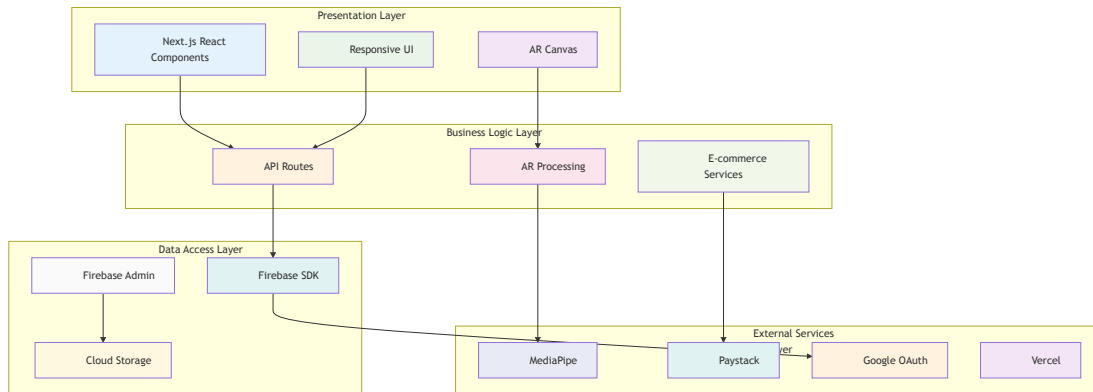 Presentation Layer
Next.js React
Components
Responsive UI
AR Canvas
Business Logic Layer
API Routes
AR Processing
E-commerce
Services
Data Access Layer
Firebase Admin
Firebase SDK
Cloud Storage
External Services
MediaPipe
Paystack
yer
Google OAuth
Vercel